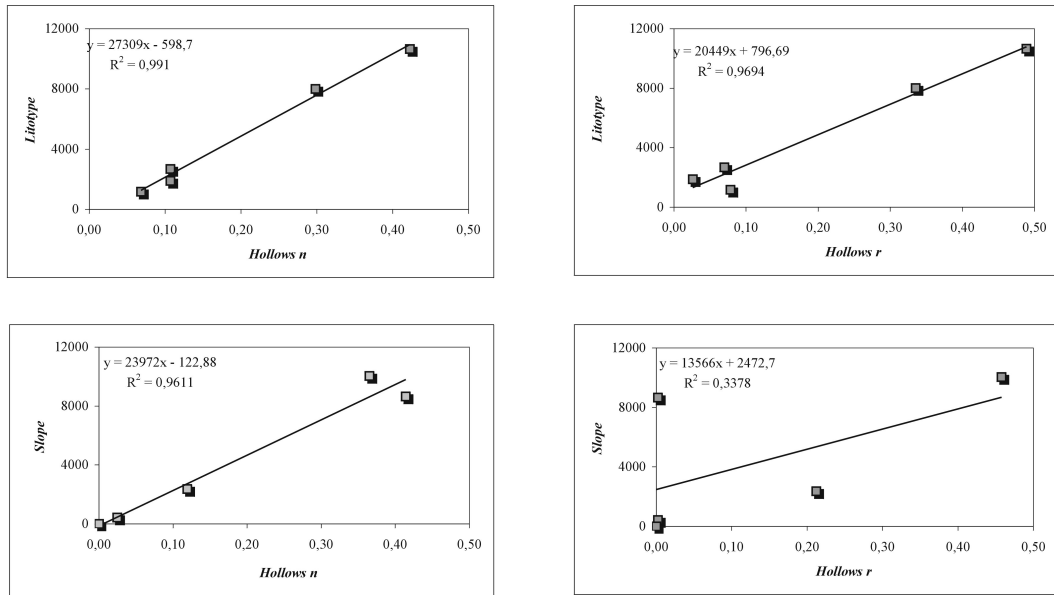 12000
y = 27309x - 598,7
R² = 0,991
8000
Litotype
4000
0
0,00 0,10 0,20 0,30 0,40 0,50
Hollows n
12000
y = 20449x + 796,69
R² = 0,9694
8000
Litotype
4000
0
0,00 0,10 0,20 0,30 0,40 0,50
Hollows r
12000
y = 23972x - 122,88
R² = 0,9611
8000
Slope
4000
0
0,00 0,10 0,20 0,30 0,40 0,50
Hollows n
12000
y = 13566x + 2472,7
R² = 0,3378
8000
Slope
4000
0
0,00 0,10 0,20 0,30 0,40 0,50
Hollows r